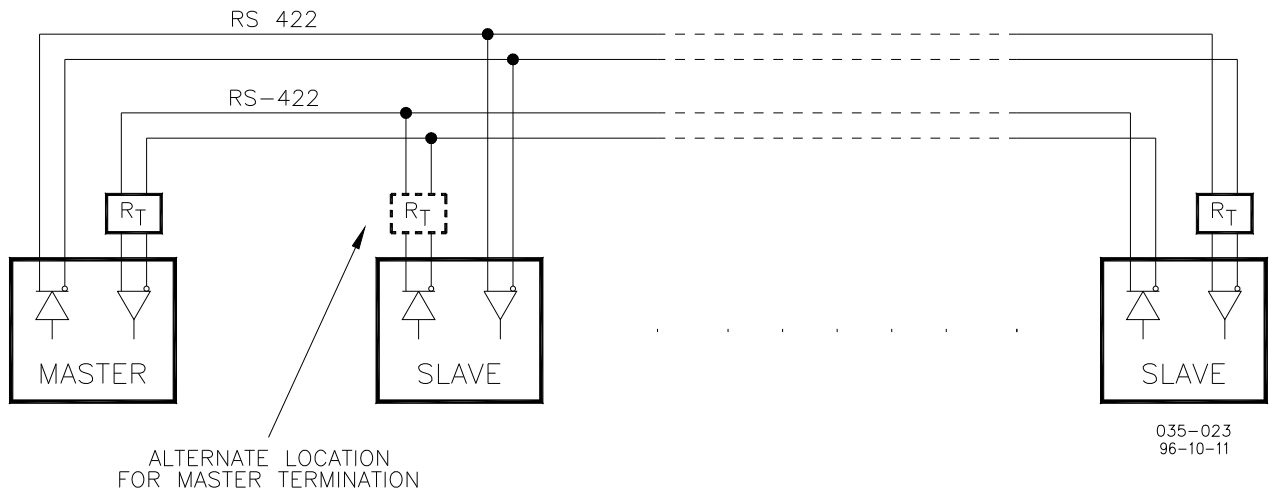 RS 422
RS-422
RT
RT
RT
MASTER
SLAVE
SLAVE
035-023
96-10-11
ALTERNATE LOCATION
FOR MASTER TERMINATION